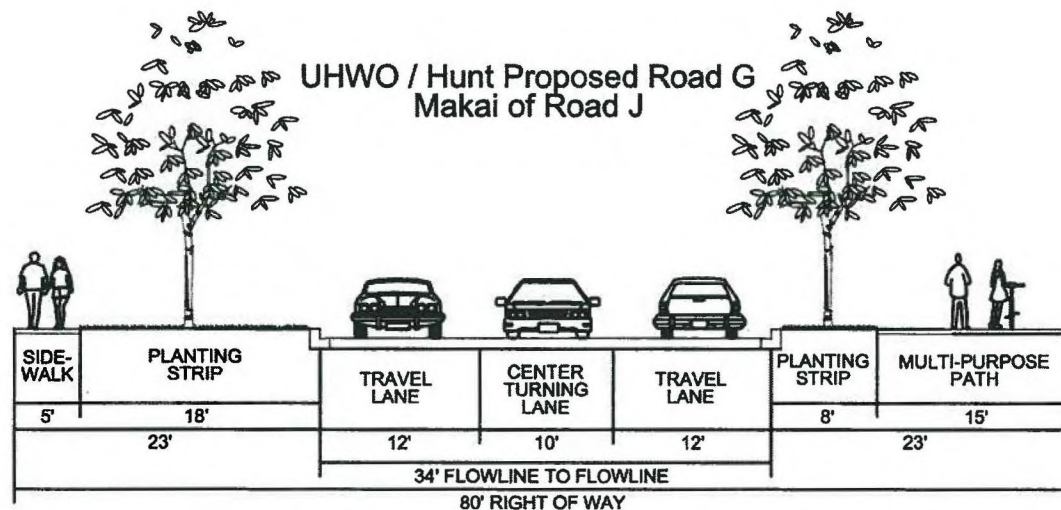 UHWO / Hunt Proposed Road G
Makai of Road J
SIDE-
WALK
PLANTING
STRIP
TRAVEL
LANE
CENTER
TURNING
LANE
TRAVEL
LANE
PLANTING
STRIP
MULTI-PURPOSE
PATH
5'
18'
8'
15'
23'
12'
10'
12'
23'
34' FLOWLINE TO FLOWLINE
80' RIGHT OF WAY